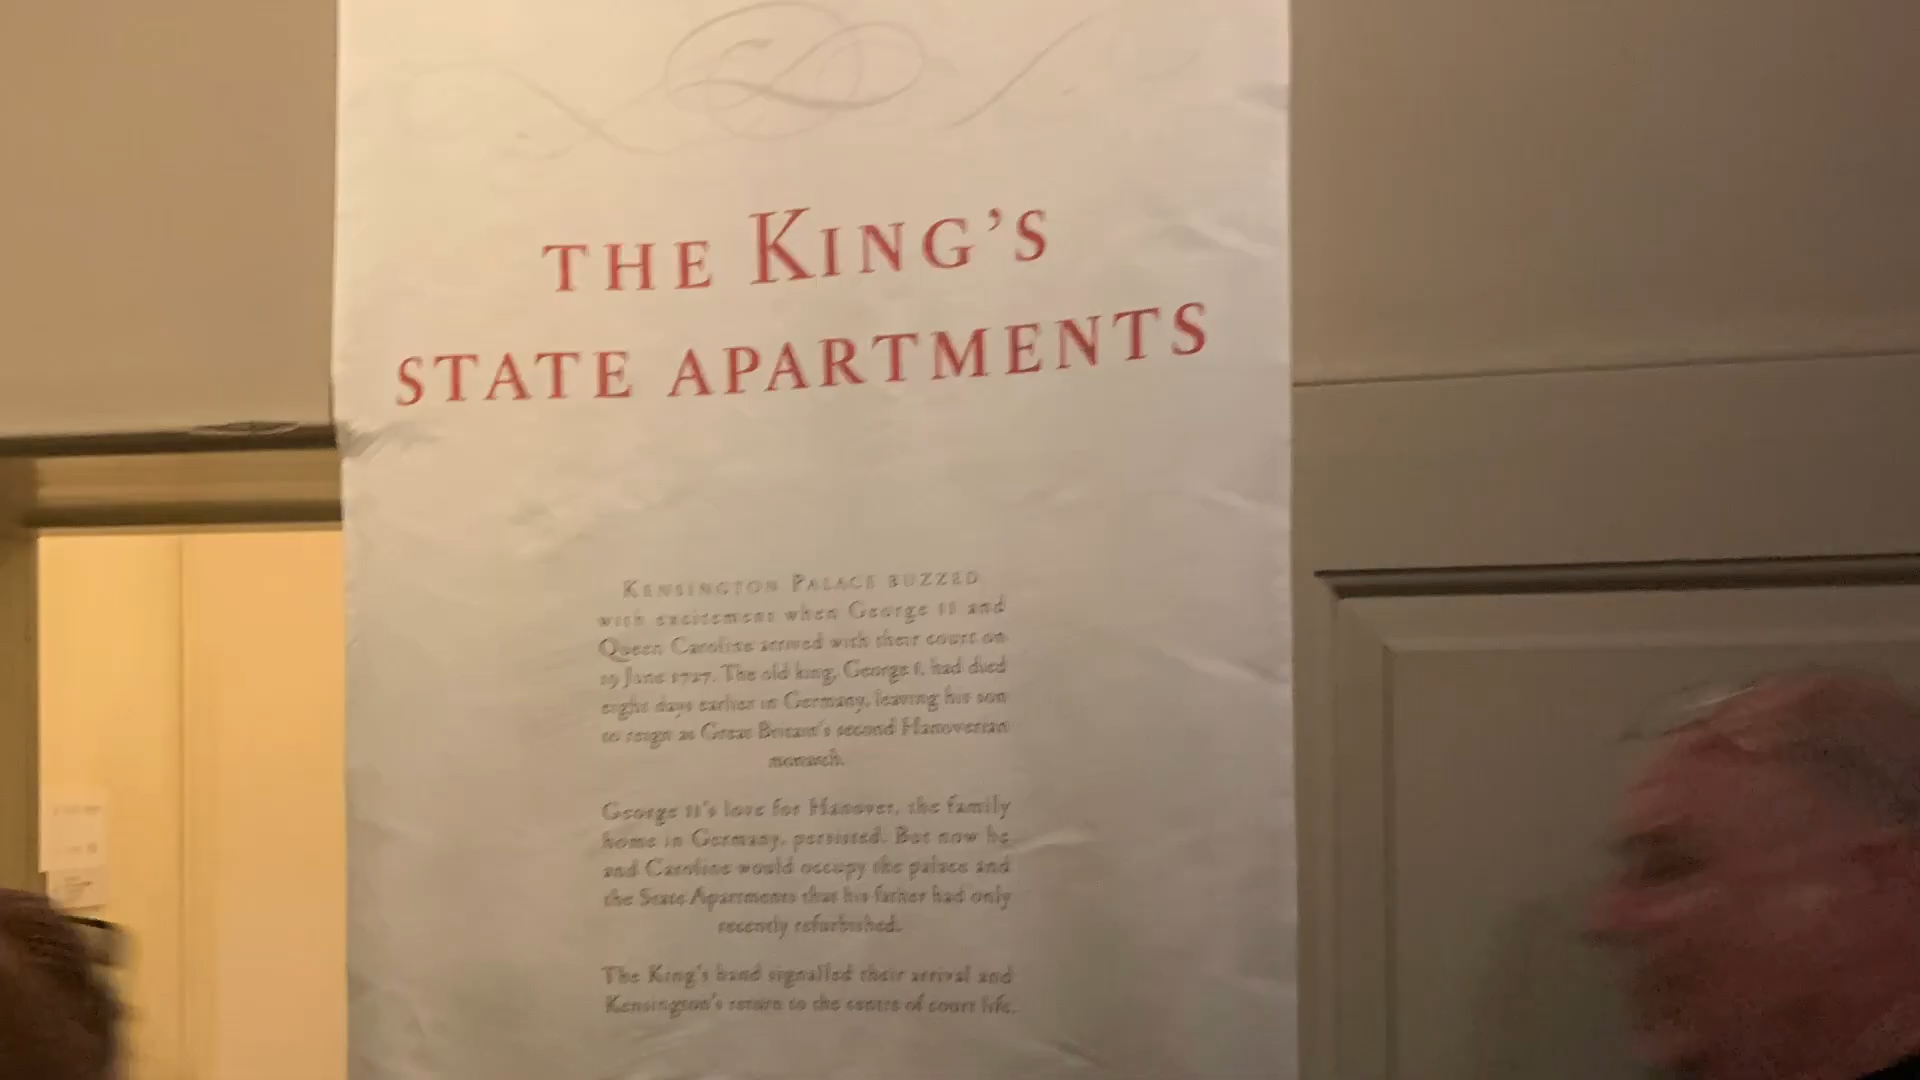 THE KING'S
STATE APARTMENTS
KENSINGTON PALACE BUZZED
with excitement when George II and
Queen Caroline arrived with their court on
19 June 1727. The old king, George I, had died
eight days earlier in Germany, leaving his son
to reign as Great Britain's second Hanoverian
monarch.
George II's love for Hanover, the family
home in Germany, persisted. But now he
and Caroline would occupy the palace and
the State Apartments that his father had only
recently refurbished.
The King's band signalled their arrival and
Kensington's return to the centre of court life.